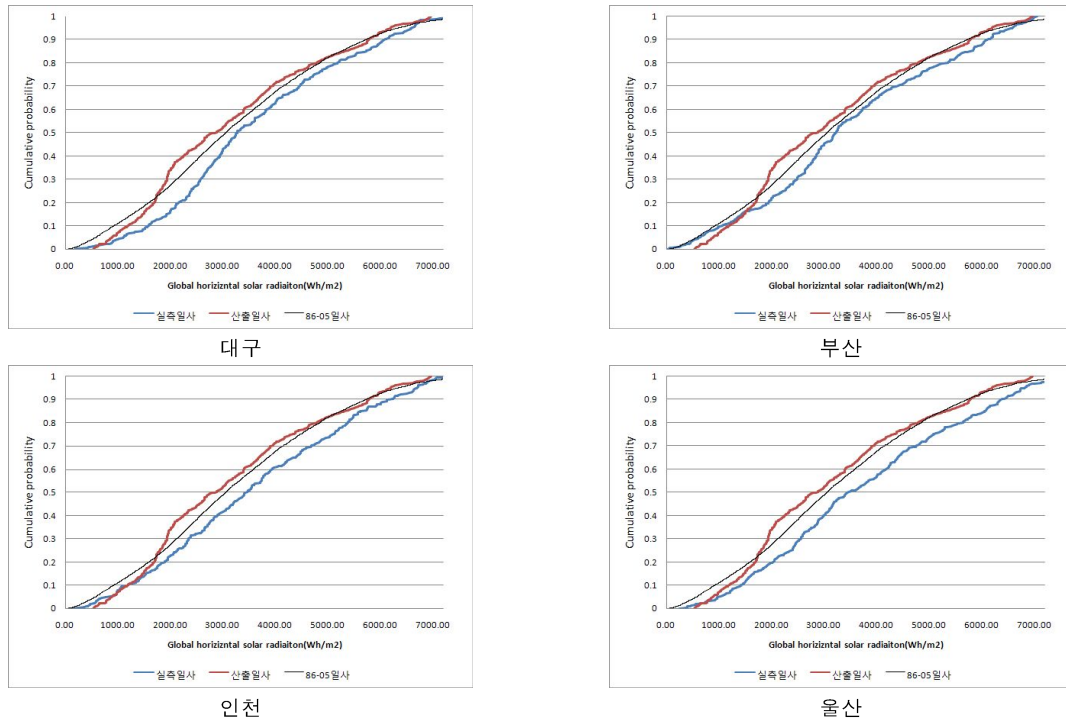 1
0.9
0.8
0.7
0.6
0.5
0.4
0.3
0.2
0.1
0
Cumulative probability
0.00 1000.00 2000.00 3000.00 4000.00 5000.00 6000.00 7000.00
Global horizizntal solar radiaiton(Wh/m2)
실측일사 산출일사 86-05일사
대구
1
0.9
0.8
0.7
0.6
0.5
0.4
0.3
0.2
0.1
0
Cumulative probability
0.00 1000.00 2000.00 3000.00 4000.00 5000.00 6000.00 7000.00
Global horizizntal solar radiaiton(Wh/m2)
실측일사 산출일사 86-05일사
부산
1
0.9
0.8
0.7
0.6
0.5
0.4
0.3
0.2
0.1
0
Cumulative probability
0.00 1000.00 2000.00 3000.00 4000.00 5000.00 6000.00 7000.00
Global horizizntal solar radiaiton(Wh/m2)
실측일사 산출일사 86-05일사
인천
1
0.9
0.8
0.7
0.6
0.5
0.4
0.3
0.2
0.1
0
Cumulative probability
0.00 1000.00 2000.00 3000.00 4000.00 5000.00 6000.00 7000.00
Global horizizntal solar radiaiton(Wh/m2)
실측일사 산출일사 86-05일사
울산